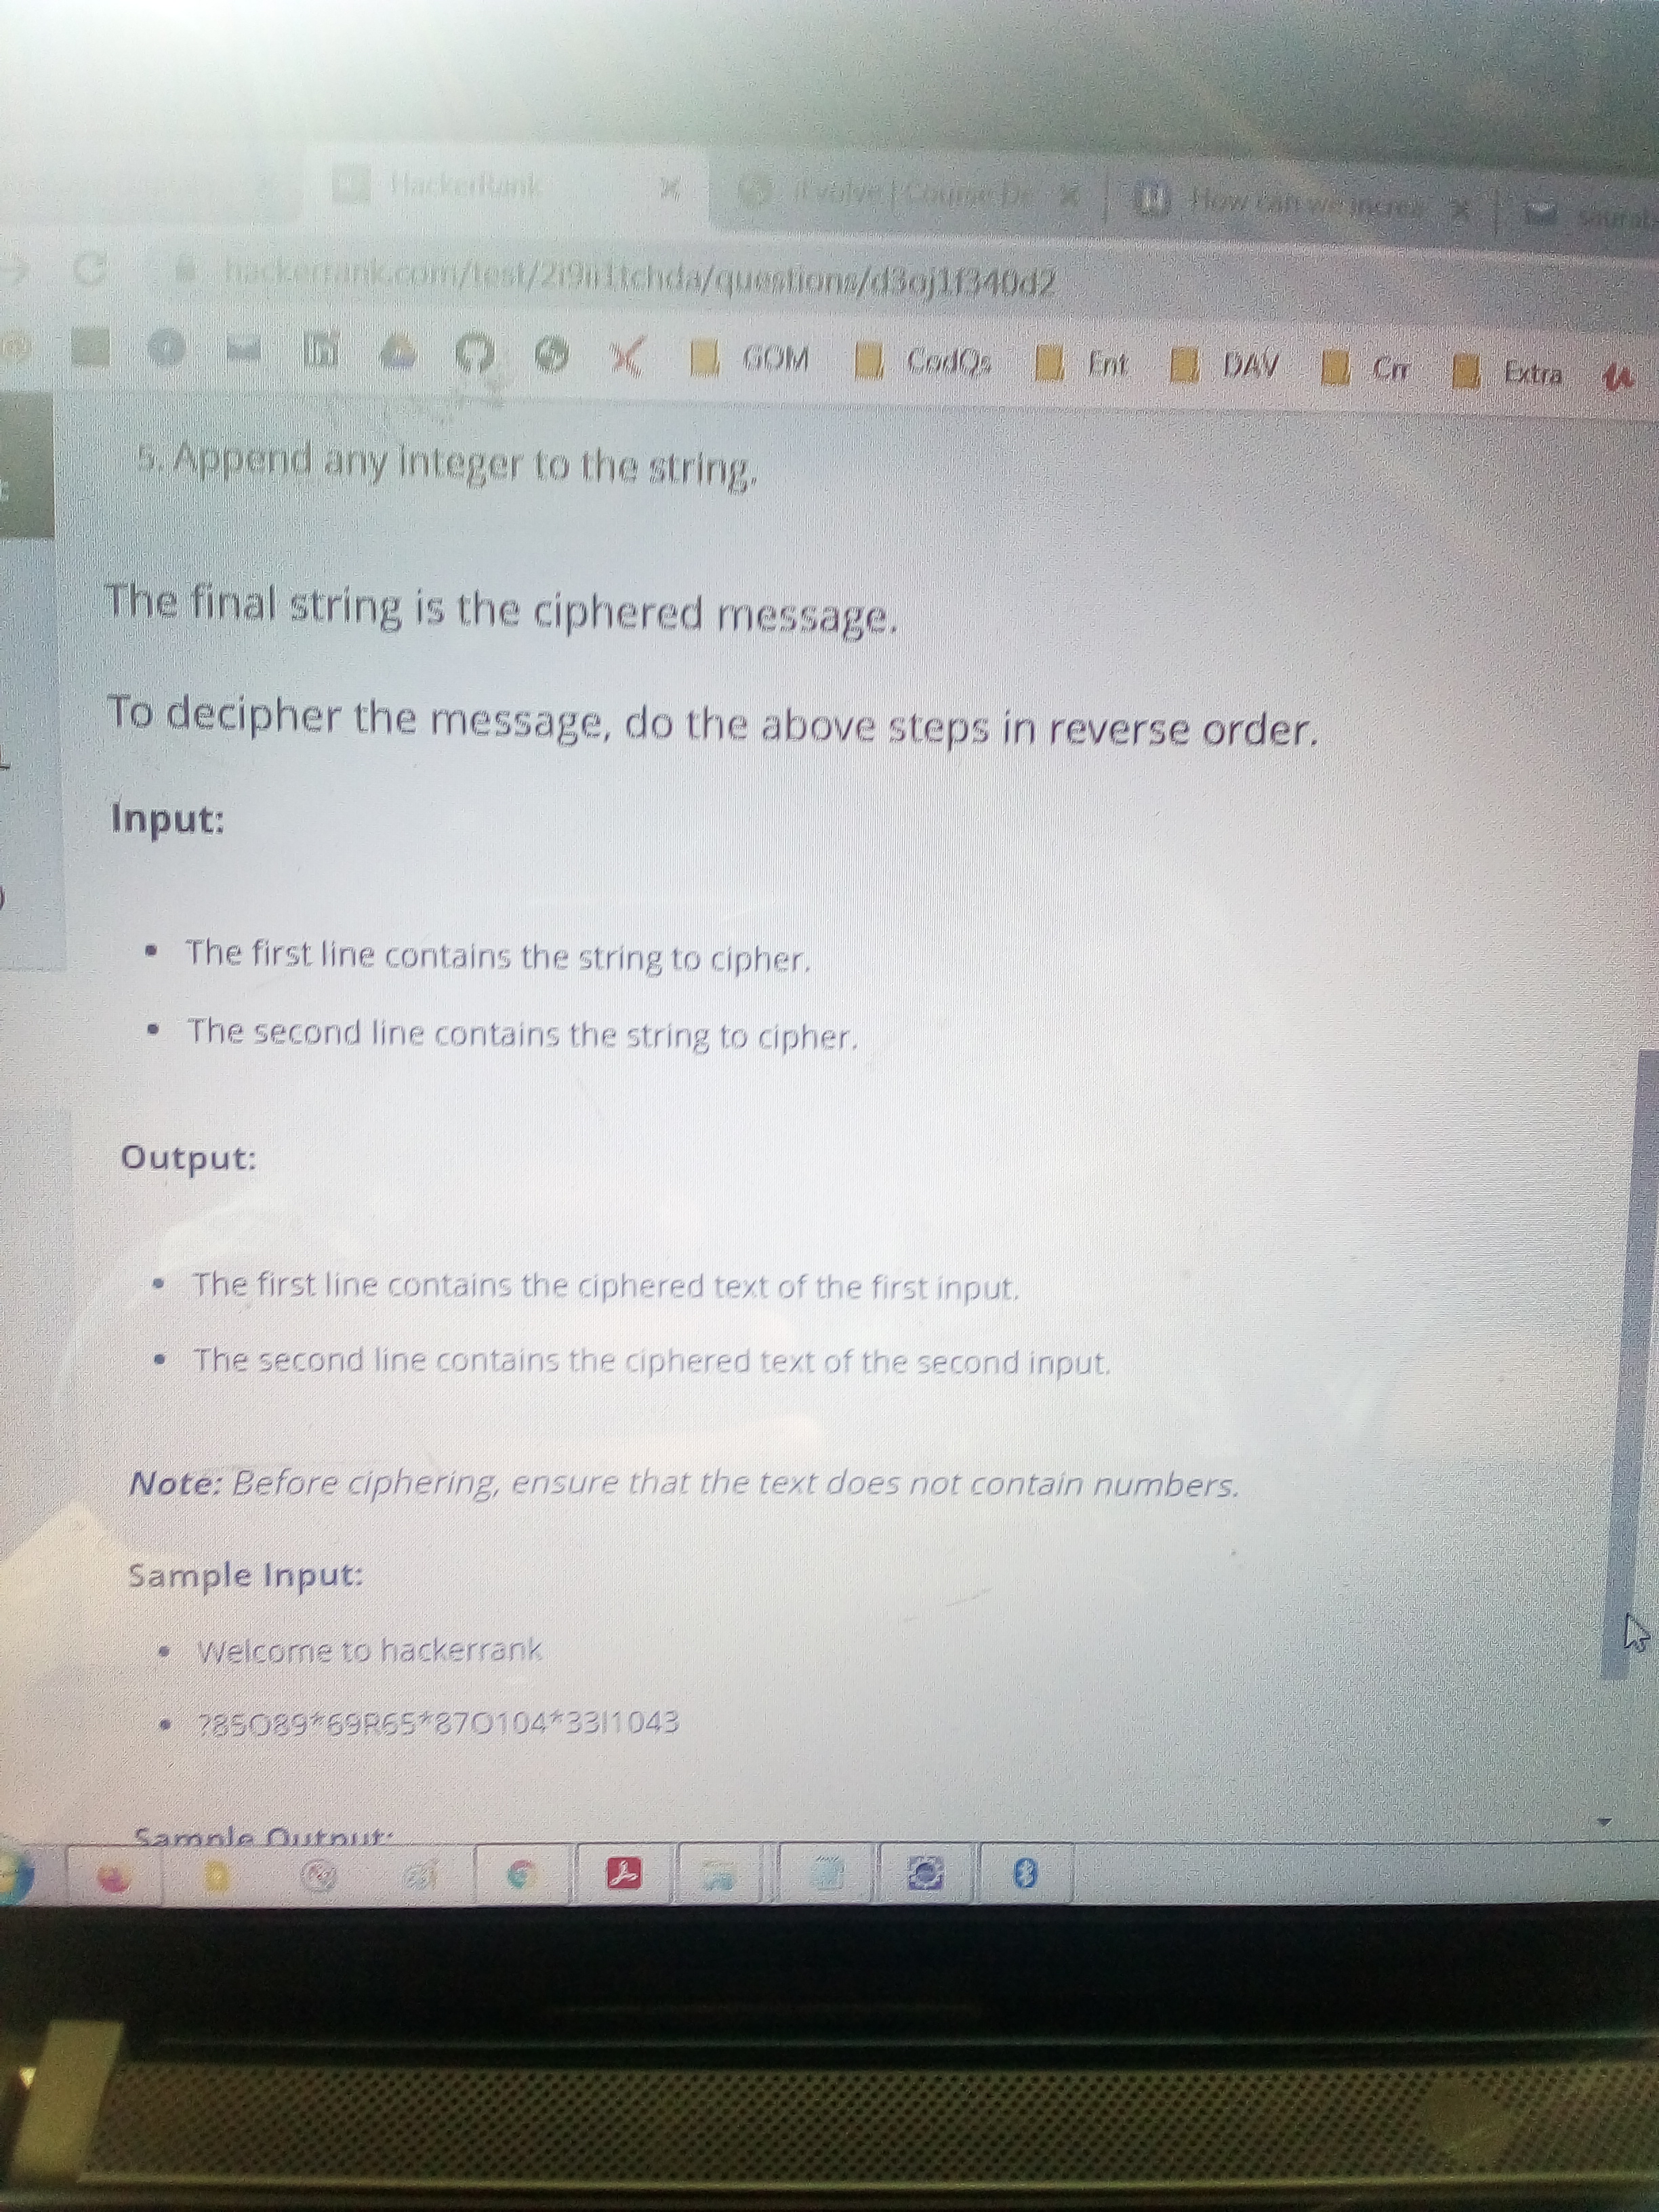 HackerRank
iEvolve | Course De
How can we increa
hackerrank.com/test/2i9ii1tchda/questions/d3oj1f340d2
GOM CodQs Ent DAV Crr Extra
5. Append any integer to the string.
The final string is the ciphered message.
To decipher the message, do the above steps in reverse order.
Input:
• The first line contains the string to cipher.
• The second line contains the string to cipher.
Output:
• The first line contains the ciphered text of the first input.
• The second line contains the ciphered text of the second input.
Note: Before ciphering, ensure that the text does not contain numbers.
Sample Input:
• Welcome to hackerrank
• ?85O89*69R65*87O104*33I1043
Sample Output: